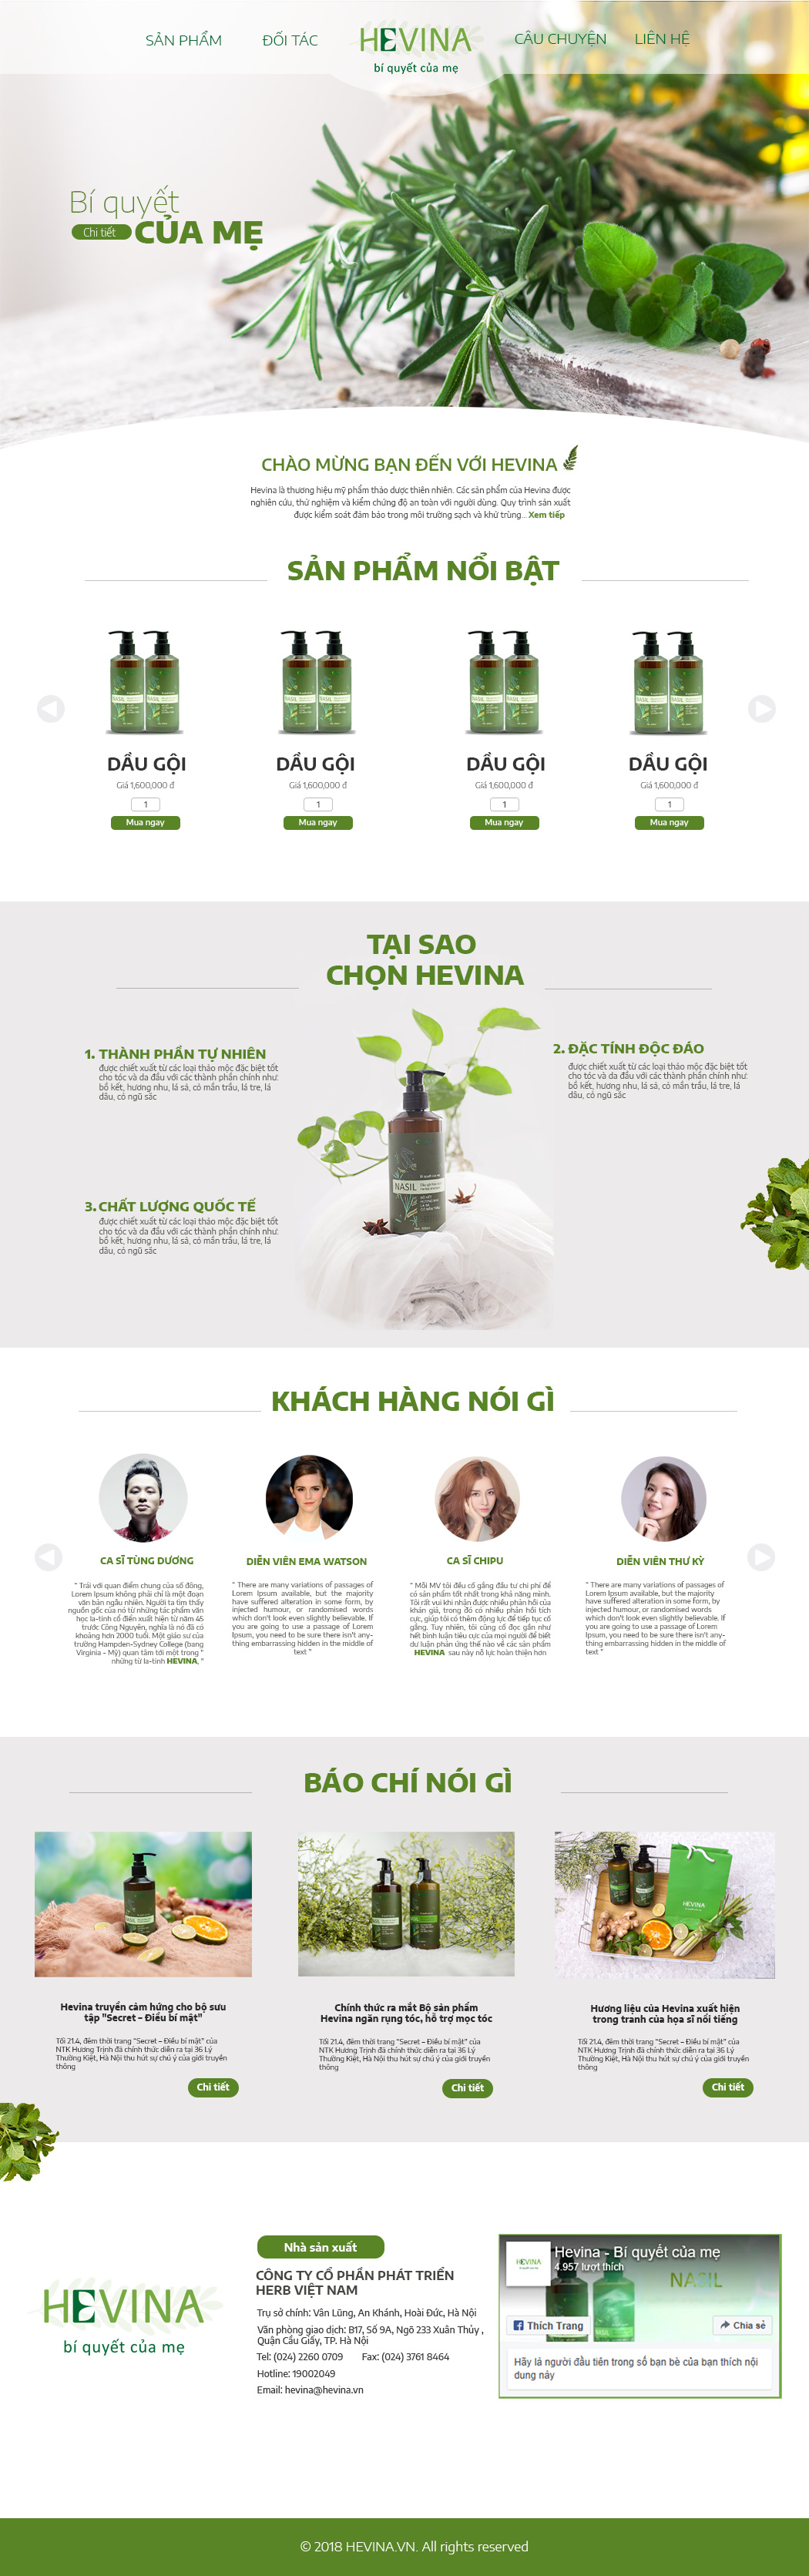 SẢN PHẨM
ĐỐI TÁC
HEVINA
bí quyết của mẹ
CÂU CHUYỆN
LIÊN HỆ
Bí quyết
Chi tiết
CỦA MẸ
CHÀO MỪNG BẠN ĐẾN VỚI HEVINA
Hevina là thương hiệu mỹ phẩm thảo dược thiên nhiên. Các sản phẩm của Hevina được
nghiên cứu, thử nghiệm và kiểm chứng độ an toàn với người dùng. Quy trình sản xuất
được kiểm soát đảm bảo trong môi trường sạch và khử trùng... Xem tiếp
SẢN PHẨM NỔI BẬT
NASIL NASIL
NASIL NASIL
NASIL NASIL
NASIL NASIL
DẦU GỘI
Giá 1,600,000 đ
1
Mua ngay
DẦU GỘI
Giá 1,600,000 đ
1
Mua ngay
DẦU GỘI
Giá 1,600,000 đ
1
Mua ngay
DẦU GỘI
Giá 1,600,000 đ
1
Mua ngay
TẠI SAO
CHỌN HEVINA
1. THÀNH PHẦN TỰ NHIÊN
được chiết xuất từ các loại thảo mộc đặc biệt tốt
cho tóc và da đầu với các thành phần chính như:
bồ kết, hương nhu, lá sả, cỏ mần trầu, lá tre, lá
dâu, cỏ ngũ sắc
2. ĐẶC TÍNH ĐỘC ĐÁO
được chiết xuất từ các loại thảo mộc đặc biệt tốt
cho tóc và da đầu với các thành phần chính như:
bồ kết, hương nhu, lá sả, cỏ mần trầu, lá tre, lá
dâu, cỏ ngũ sắc
NASIL
3. CHẤT LƯỢNG QUỐC TẾ
được chiết xuất từ các loại thảo mộc đặc biệt tốt
cho tóc và da đầu với các thành phần chính như:
bồ kết, hương nhu, lá sả, cỏ mần trầu, lá tre, lá
dâu, cỏ ngũ sắc
KHÁCH HÀNG NÓI GÌ
CA SĨ TÙNG DƯƠNG
" Trái với quan điểm chung của số đông,
Lorem Ipsum không phải chỉ là một đoạn
văn bản ngẫu nhiên. Người ta tìm thấy
nguồn gốc của nó từ những tác phẩm văn
học la-tinh cổ điển xuất hiện từ năm 45
trước Công Nguyên, nghĩa là nó đã có
khoảng hơn 2000 tuổi. Một giáo sư của
trường Hampden-Sydney College (bang
Virginia - Mỹ) quan tâm tới một trong "
những từ la-tinh HEVINA, "
DIỄN VIÊN EMA WATSON
" There are many variations of passages of
Lorem Ipsum available, but the majority
have suffered alteration in some form, by
injected humour, or randomised words
which don't look even slightly believable. If
you are going to use a passage of Lorem
Ipsum, you need to be sure there isn't any-
thing embarrassing hidden in the middle of
text "
CA SĨ CHIPU
" Mỗi MV tôi đều cố gắng đầu tư chi phí để
có sản phẩm tốt nhất trong khả năng mình.
Tôi rất vui khi nhận được nhiều phản hồi của
khán giả, trong đó có nhiều phản hồi tích
cực, giúp tôi có thêm động lực để tiếp tục cố
gắng. Tuy nhiên, tôi cũng cố đọc gần như
hết bình luận tiêu cực của mọi người để biết
dư luận phản ứng thế nào về các sản phẩm
HEVINA sau này nỗ lực hoàn thiện hơn
DIỄN VIÊN THƯ KỲ
" There are many variations of passages of
Lorem Ipsum available, but the majority
have suffered alteration in some form, by
injected humour, or randomised words
which don't look even slightly believable. If
you are going to use a passage of Lorem
Ipsum, you need to be sure there isn't any-
thing embarrassing hidden in the middle of
text "
BÁO CHÍ NÓI GÌ
HEVINA
Hevina truyền cảm hứng cho bộ sưu
tập "Secret – Điều bí mật"
Tối 21.4, đêm thời trang "Secret – Điều bí mật" của
NTK Hương Trịnh đã chính thức diễn ra tại 36 Lý
Thường Kiệt, Hà Nội thu hút sự chú ý của giới truyền
thông
Chi tiết
Chính thức ra mắt Bộ sản phẩm
Hevina ngăn rụng tóc, hỗ trợ mọc tóc
Tối 21.4, đêm thời trang "Secret – Điều bí mật" của
NTK Hương Trịnh đã chính thức diễn ra tại 36 Lý
Thường Kiệt, Hà Nội thu hút sự chú ý của giới truyền
thông
Chi tiết
Hương liệu của Hevina xuất hiện
trong tranh của họa sĩ nổi tiếng
Tối 21.4, đêm thời trang "Secret – Điều bí mật" của
NTK Hương Trịnh đã chính thức diễn ra tại 36 Lý
Thường Kiệt, Hà Nội thu hút sự chú ý của giới truyền
thông
Chi tiết
HEVINA
bí quyết của mẹ
Nhà sản xuất
CÔNG TY CỔ PHẦN PHÁT TRIỂN
HERB VIỆT NAM
Trụ sở chính: Vân Lũng, An Khánh, Hoài Đức, Hà Nội
Văn phòng giao dịch: B17, Số 9A, Ngõ 233 Xuân Thủy ,
Quận Cầu Giấy, TP. Hà Nội
Tel: (024) 2260 0709 Fax: (024) 3761 8464
Hotline: 19002049
Email: hevina@hevina.vn
HEVINA
Hevina - Bí quyết của mẹ
4.957 lượt thích
NASIL
Thích Trang
Chia sẻ
Hãy là người đầu tiên trong số bạn bè của bạn thích nội
dung này
© 2018 HEVINA.VN. All rights reserved